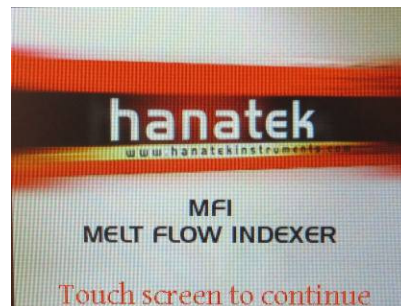 hanatek
www.hanatekinstruments.com
MFI
MELT FLOW INDEXER
Touch screen to continue